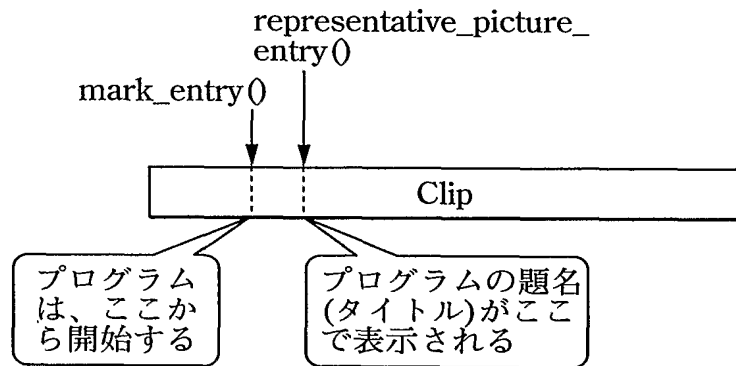 representative_picture_
entry()
mark_entry()
Clip
プログラム
は、ここか
ら開始する
プログラムの題名
(タイトル)がここ
で表示される